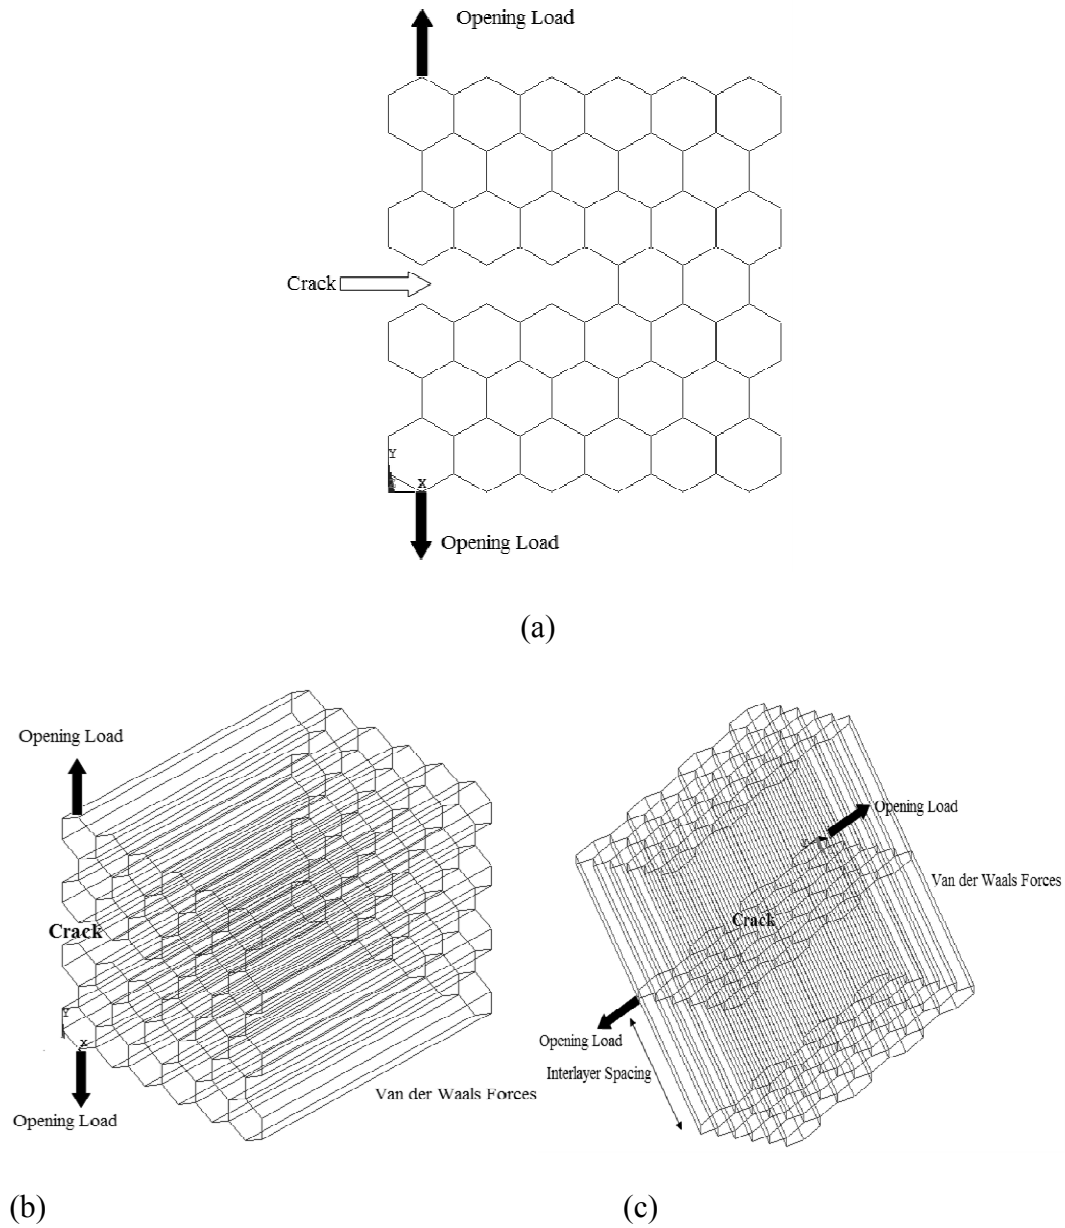 Opening Load
Crack
Y
X
Opening Load
(a)
Opening Load
Crack
Y
X
Opening Load
Van der Waals Forces
(b)
Opening Load
Van der Waals Forces
Crack
Opening Load
Interlayer Spacing
(c)